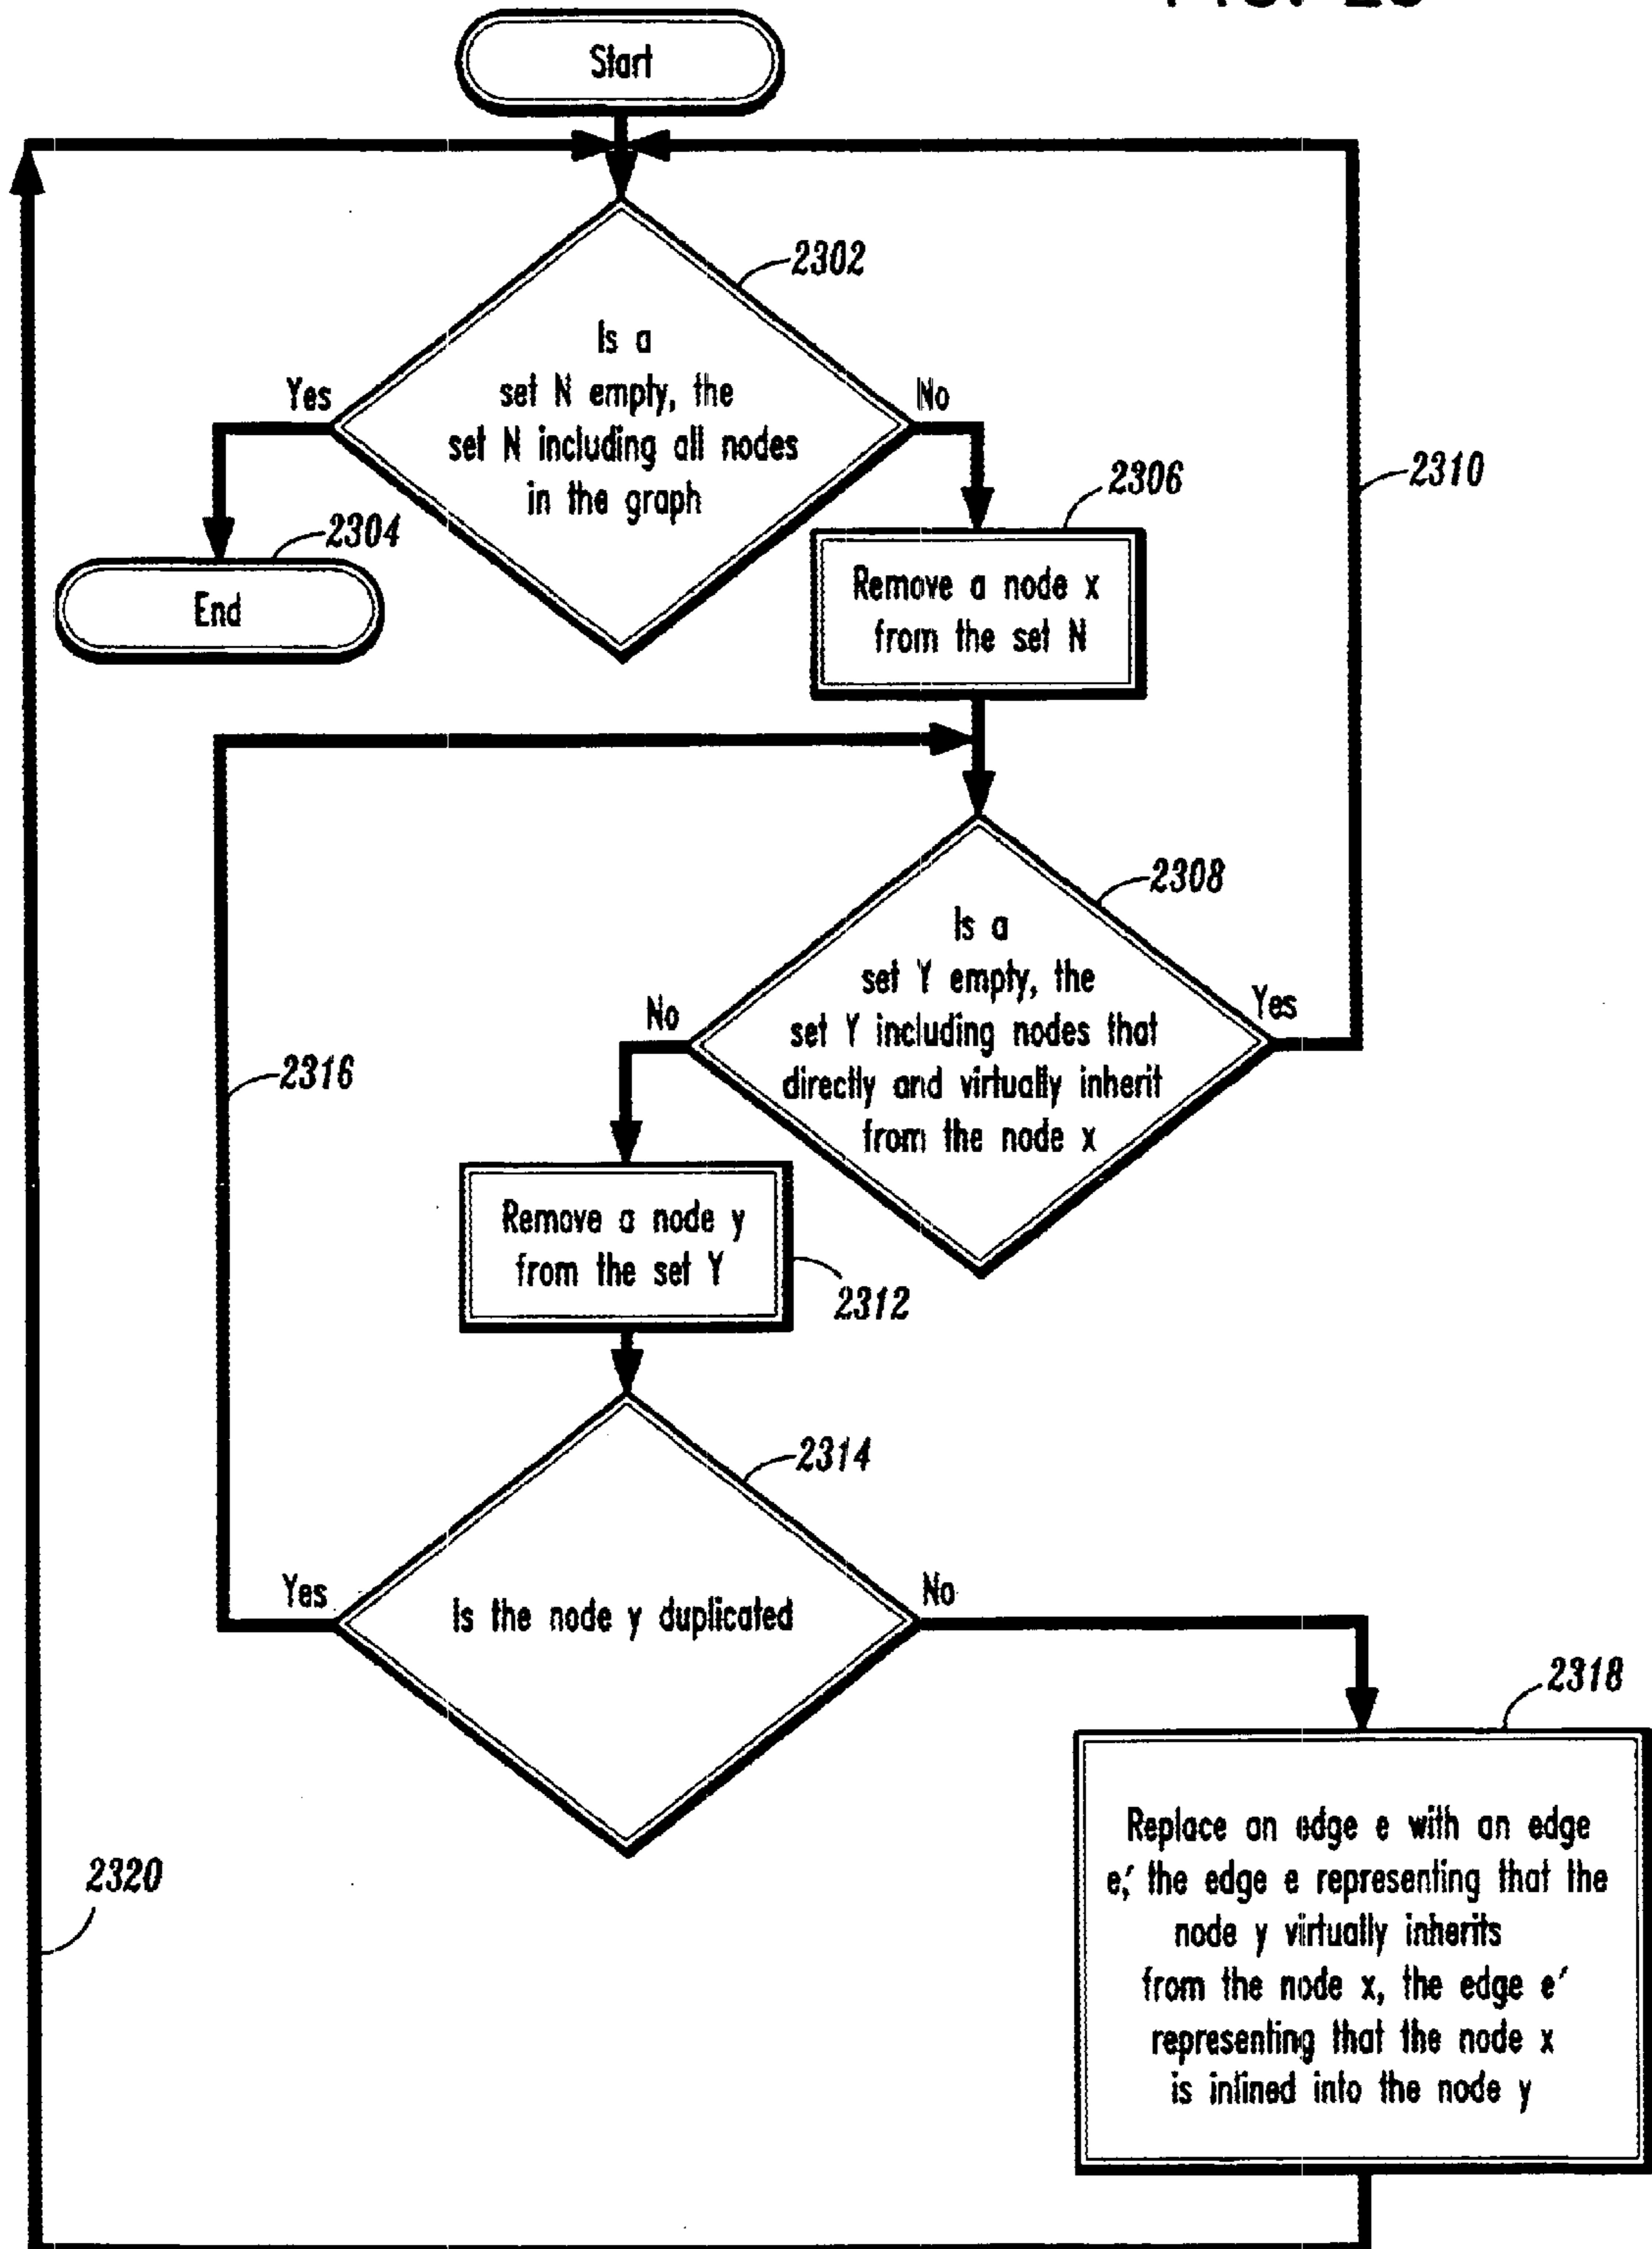 Start
2302
Is a
set N empty, the
set N including all nodes
in the graph
Yes
No
2304
End
2306
Remove a node x
from the set N
2310
2308
Is a
set Y empty, the
set Y including nodes that
directly and virtually inherit
from the node x
No
Yes
2316
Remove a node y
from the set Y
2312
2314
Is the node y duplicated
Yes
No
2318
Replace an edge e with an edge
e,' the edge e representing that the
node y virtually inherits
from the node x, the edge e'
representing that the node x
is inlined into the node y
2320